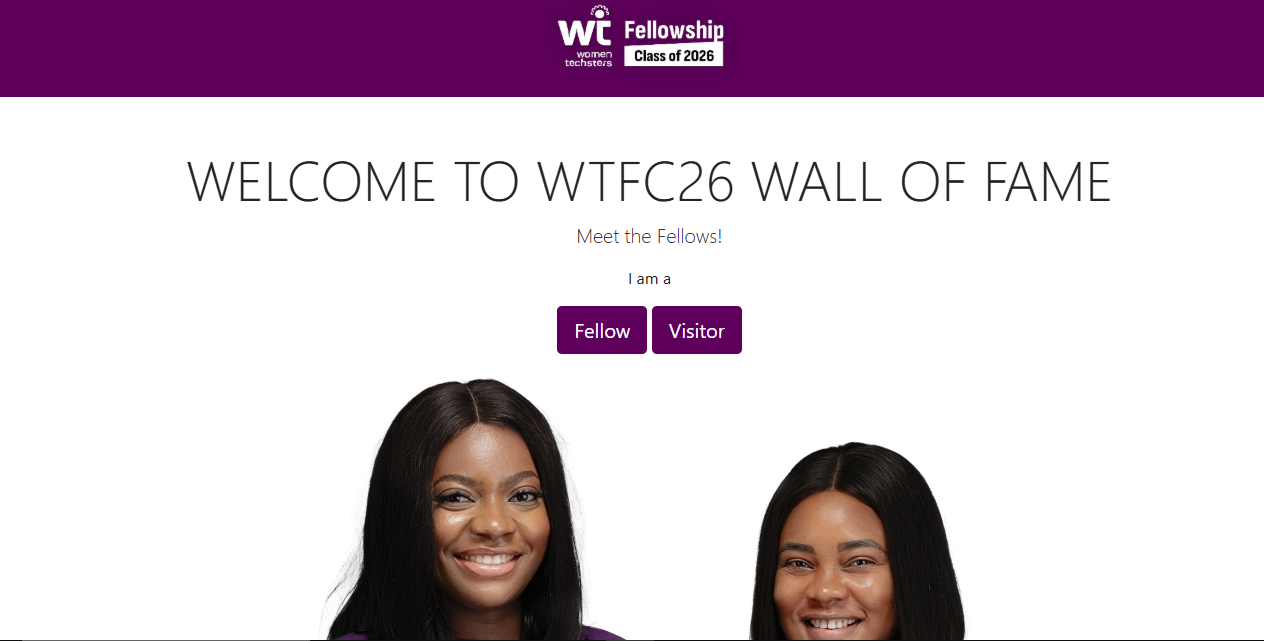 wt
women
techsters
Fellowship
Class of 2026
WELCOME TO WTFC26 WALL OF FAME
Meet the Fellows!
I am a
Fellow Visitor